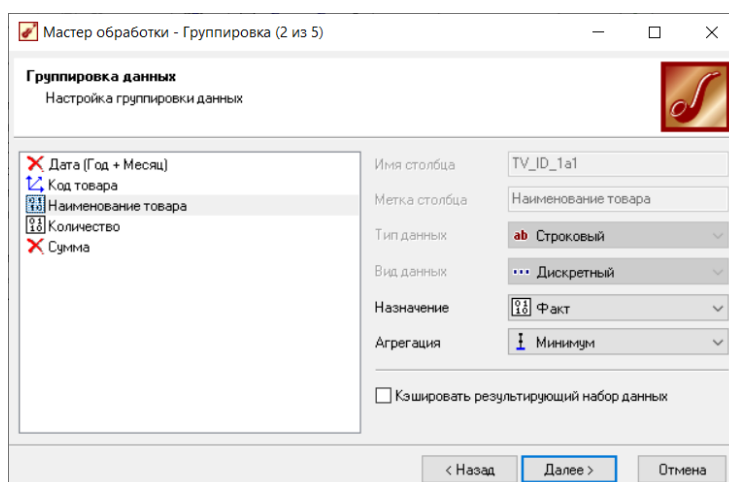 Мастер обработки - Группировка (2 из 5)
Группировка данных
Настройка группировки данных
Дата (Год + Месяц)
Код товара
Наименование товара
Количество
Сумма
Имя столбца TV_ID_1a1
Метка столбца Наименование товара
Тип данных ab Строковый
Вид данных Дискретный
Назначение Факт
Агрегация Минимум
Кэшировать результирующий набор данных
< Назад Далее > Отмена